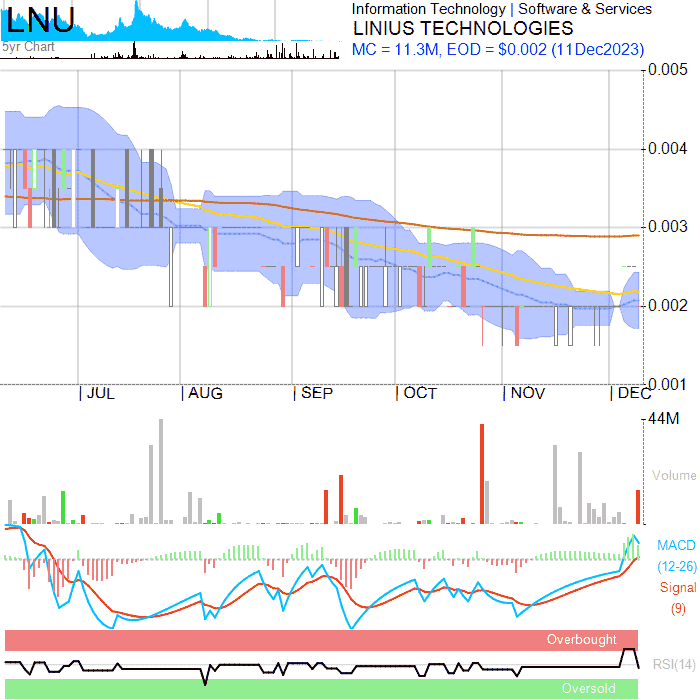 LNU
5yr Chart
Information Technology | Software & Services
LINIUS TECHNOLOGIES
MC = 11.3M, EOD = $0.002 (11Dec2023)
0.005
0.004
0.003
0.002
0.001
| JUL | AUG | SEP | OCT | NOV | DEC
44M
Volume
MACD
(12-26)
Signal
(9)
Overbought
RSI(14)
Oversold